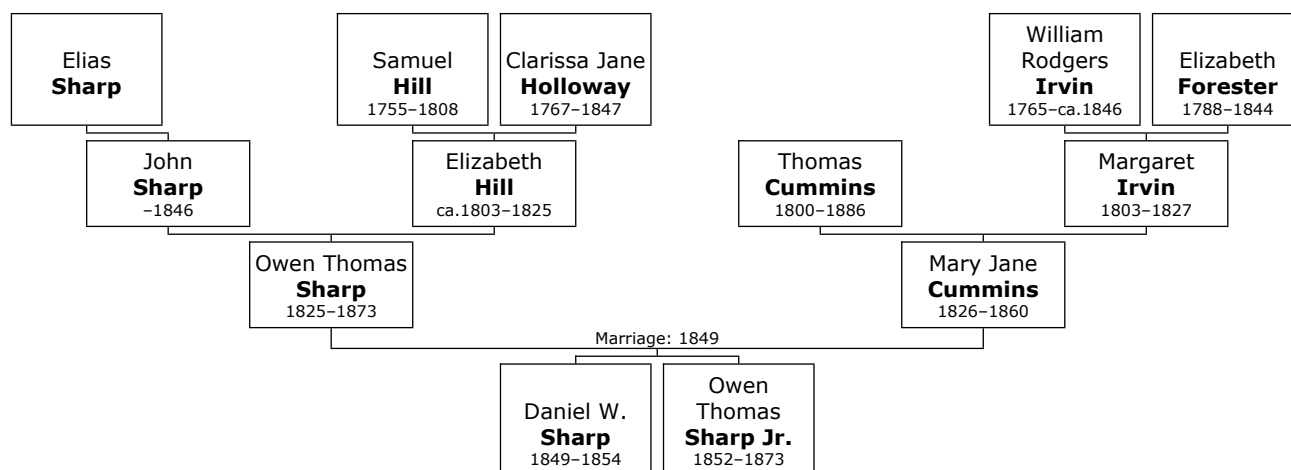 Elias
Sharp
Samuel
Hill
1755–1808
Clarissa Jane
Holloway
1767–1847
William
Rodgers
Irvin
1765–ca.1846
Elizabeth
Forester
1788–1844
John
Sharp
–1846
Elizabeth
Hill
ca.1803–1825
Thomas
Cummins
1800–1886
Margaret
Irvin
1803–1827
Owen Thomas
Sharp
1825–1873
Mary Jane
Cummins
1826–1860
Marriage: 1849
Daniel W.
Sharp
1849–1854
Owen
Thomas
Sharp Jr.
1852–1873